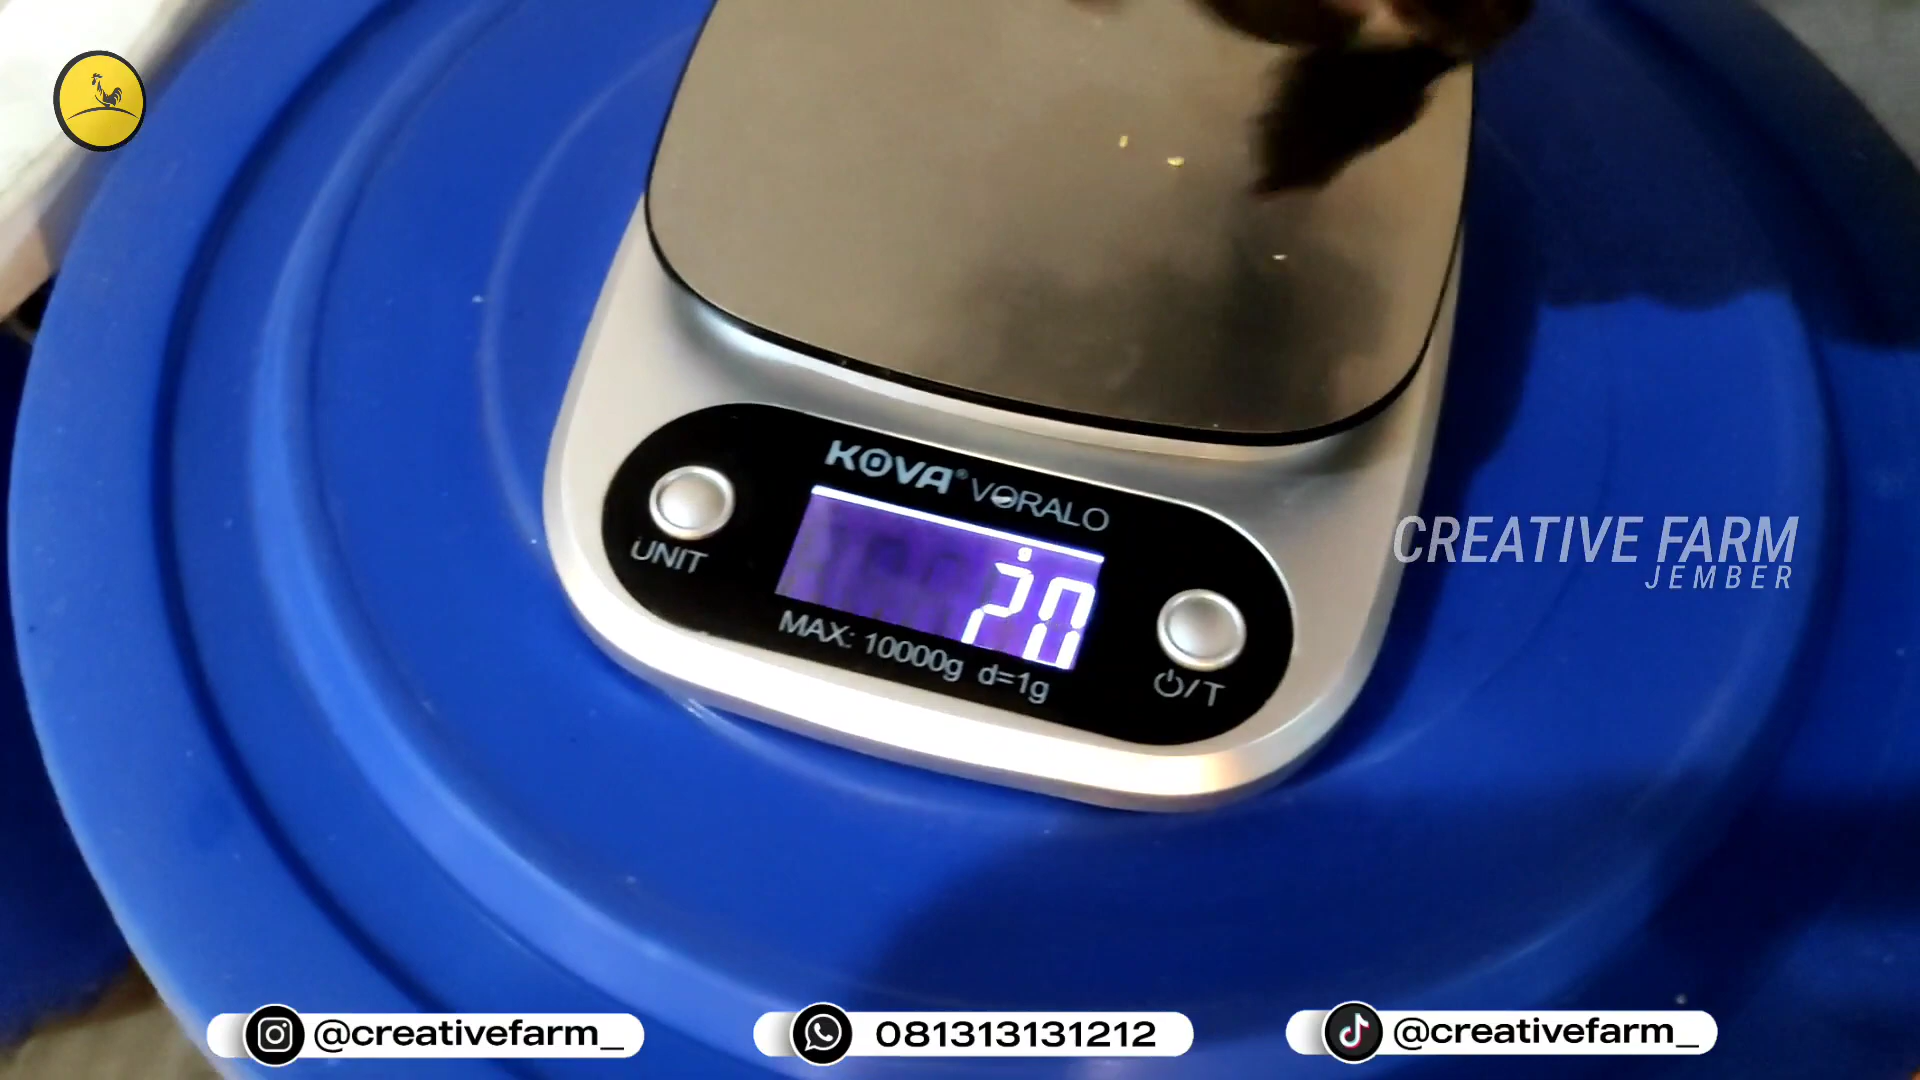 KOVA® VORALO
UNIT
g
20
MAX: 10000g d=1g
/T
CREATIVE FARM
JEMBER
@creativefarm_
081313131212
@creativefarm_